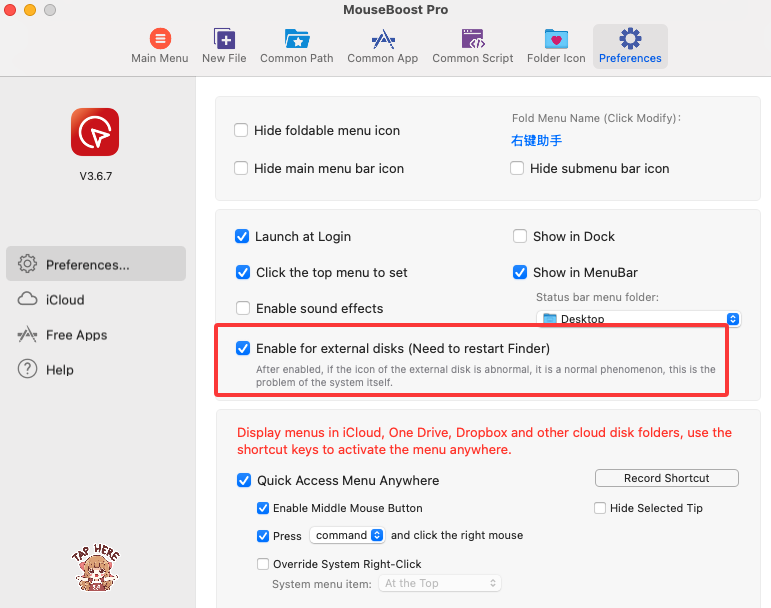 MouseBoost Pro
Main Menu
New File
Common Path
Common App
Common Script
Folder Icon
Preferences
V3.6.7
Preferences...
iCloud
Free Apps
Help
TAP HERE
Hide foldable menu icon
Fold Menu Name (Click Modify):
右键助手
Hide main menu bar icon
Hide submenu bar icon
Launch at Login
Show in Dock
Click the top menu to set
Show in MenuBar
Enable sound effects
Status bar menu folder:
Desktop
Enable for external disks (Need to restart Finder)
After enabled, if the icon of the external disk is abnormal, it is a normal phenomenon, this is the
problem of the system itself.
Display menus in iCloud, One Drive, Dropbox and other cloud disk folders, use the
shortcut keys to activate the menu anywhere.
Quick Access Menu Anywhere
Record Shortcut
Enable Middle Mouse Button
Hide Selected Tip
Press command and click the right mouse
Override System Right-Click
System menu item: At the Top